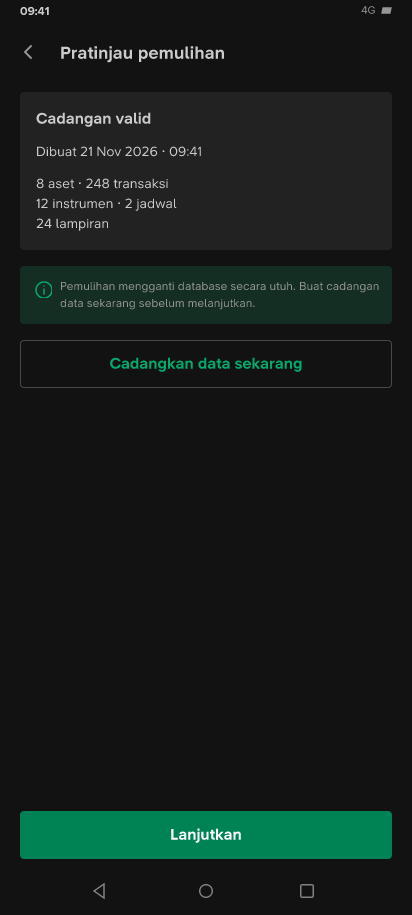 09:41
4G
Pratinjau pemulihan
Cadangan valid
Dibuat 21 Nov 2026 · 09:41
8 aset · 248 transaksi
12 instrumen · 2 jadwal
24 lampiran
Pemulihan mengganti database secara utuh. Buat cadangan
data sekarang sebelum melanjutkan.
Cadangkan data sekarang
Lanjutkan